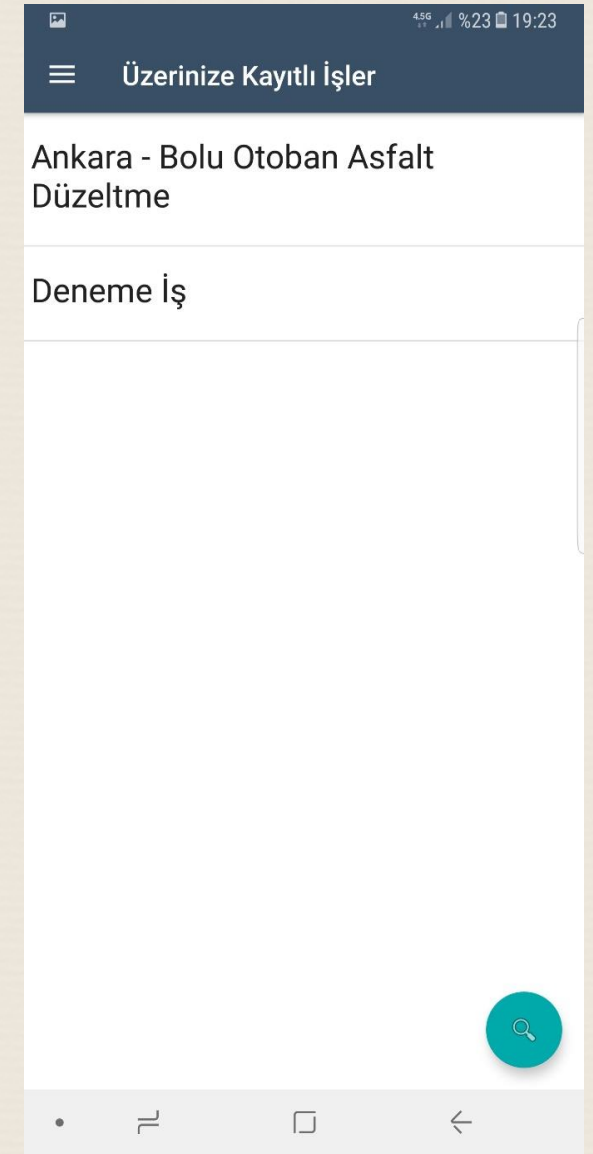 4.5G %23 19:23
Üzerinize Kayıtlı İşler
Ankara - Bolu Otoban Asfalt
Düzeltme
Deneme İş